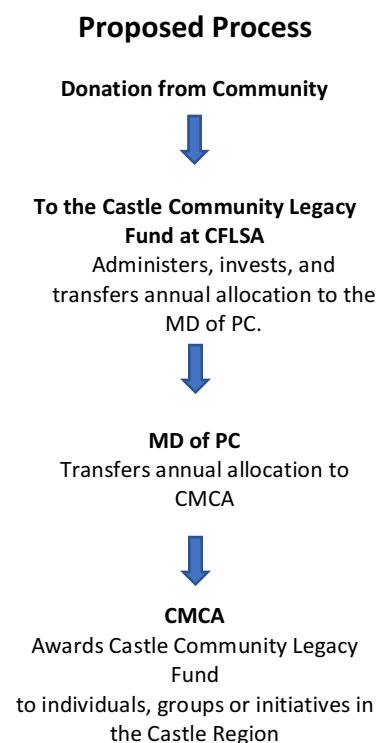 Proposed Process
Donation from Community
To the Castle Community Legacy
Fund at CFLSA
Administers, invests, and
transfers annual allocation to the
MD of PC.
MD of PC
Transfers annual allocation to
CMCA
CMCA
Awards Castle Community Legacy
Fund
to individuals, groups or initiatives in
the Castle Region